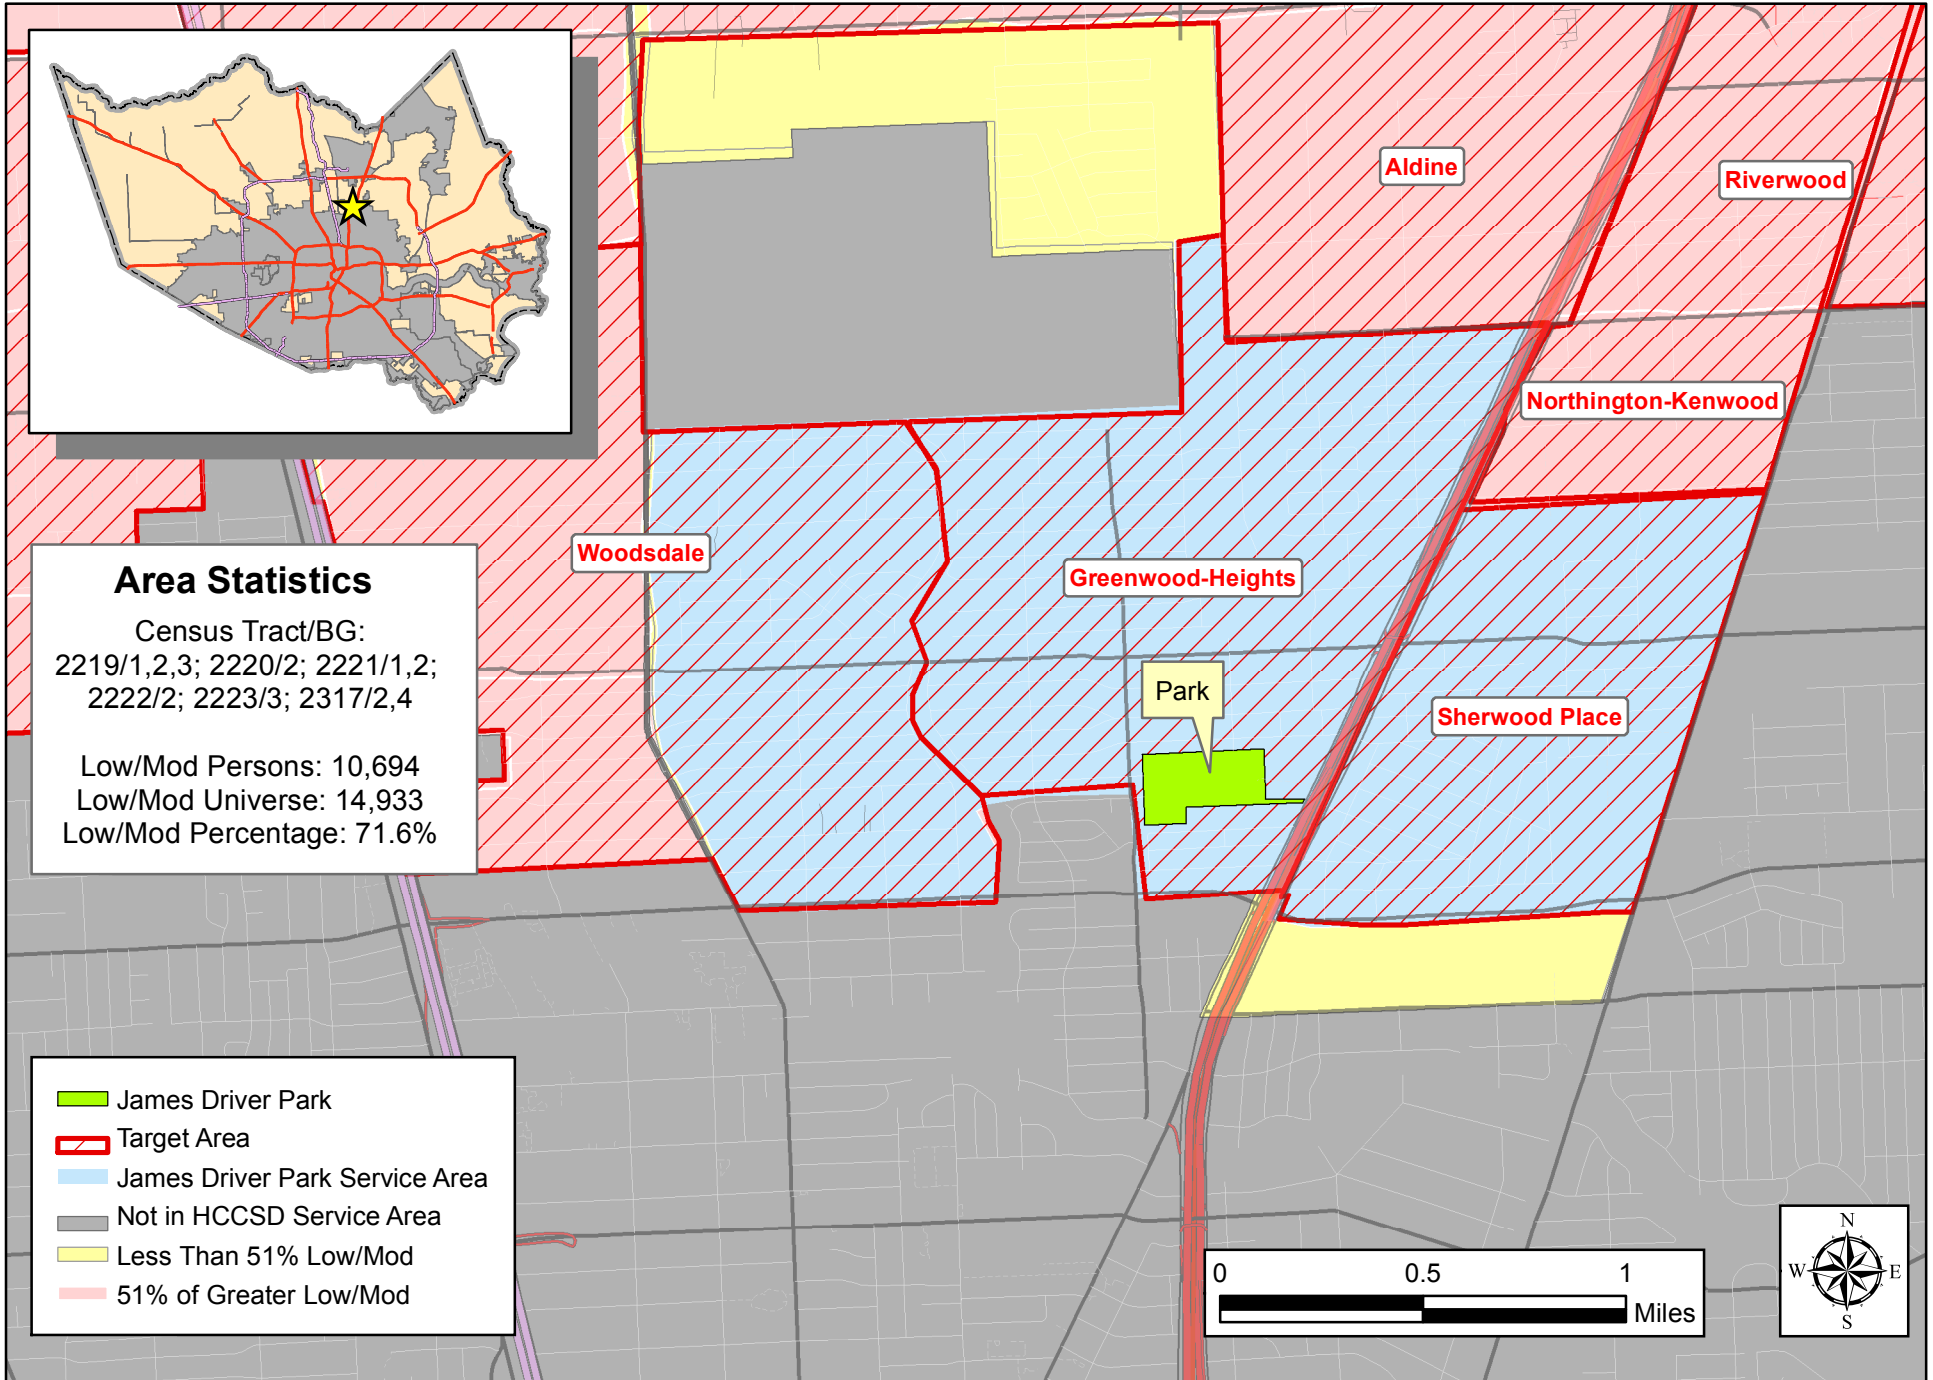 Aldine
Riverwood
Northington-Kenwood
Woodsdale
Greenwood-Heights
Park
Sherwood Place
Area Statistics
Census Tract/BG:
2219/1,2,3; 2220/2; 2221/1,2;
2222/2; 2223/3; 2317/2,4
Low/Mod Persons: 10,694
Low/Mod Universe: 14,933
Low/Mod Percentage: 71.6%
James Driver Park
Target Area
James Driver Park Service Area
Not in HCCSD Service Area
Less Than 51% Low/Mod
51% of Greater Low/Mod
0 0.5 1
Miles
N
W E
S